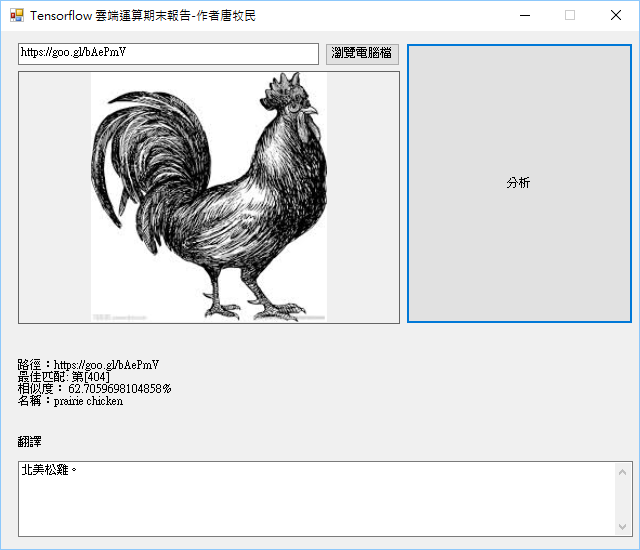 Tensorflow 雲端運算期末報告-作者唐牧民
https://goo.gl/bAePmV
瀏覽電腦檔
分析
路徑：https://goo.gl/bAePmV
最佳匹配: 第[404]
相似度： 62.7059698104858%
名稱：prairie chicken
翻譯
北美松雞。